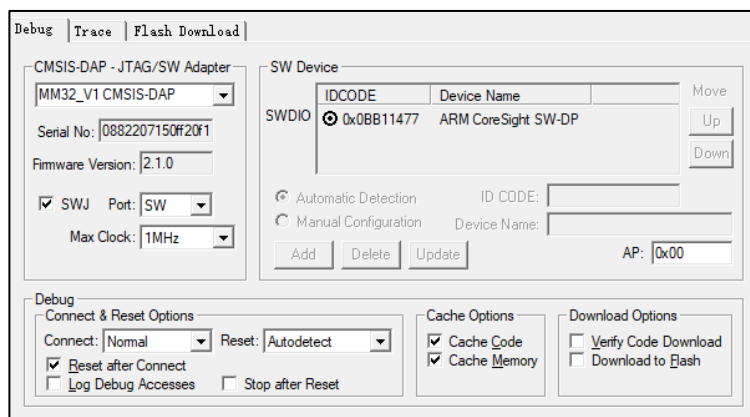 Debug Trace Flash Download
CMSIS-DAP - JTAG/SW Adapter
MM32_V1 CMSIS-DAP
Serial No: 0882207150ff20f1
Firmware Version: 2.1.0
SWJ Port: SW
Max Clock: 1MHz
SW Device
IDCODE Device Name
SWDIO 0x0BB11477 ARM CoreSight SW-DP
Move
Up
Down
Automatic Detection ID CODE:
Manual Configuration Device Name:
Add Delete Update AP: 0x00
Debug
Connect & Reset Options
Connect: Normal Reset: Autodetect
Reset after Connect
Log Debug Accesses Stop after Reset
Cache Options
Cache Code
Cache Memory
Download Options
Verify Code Download
Download to Flash